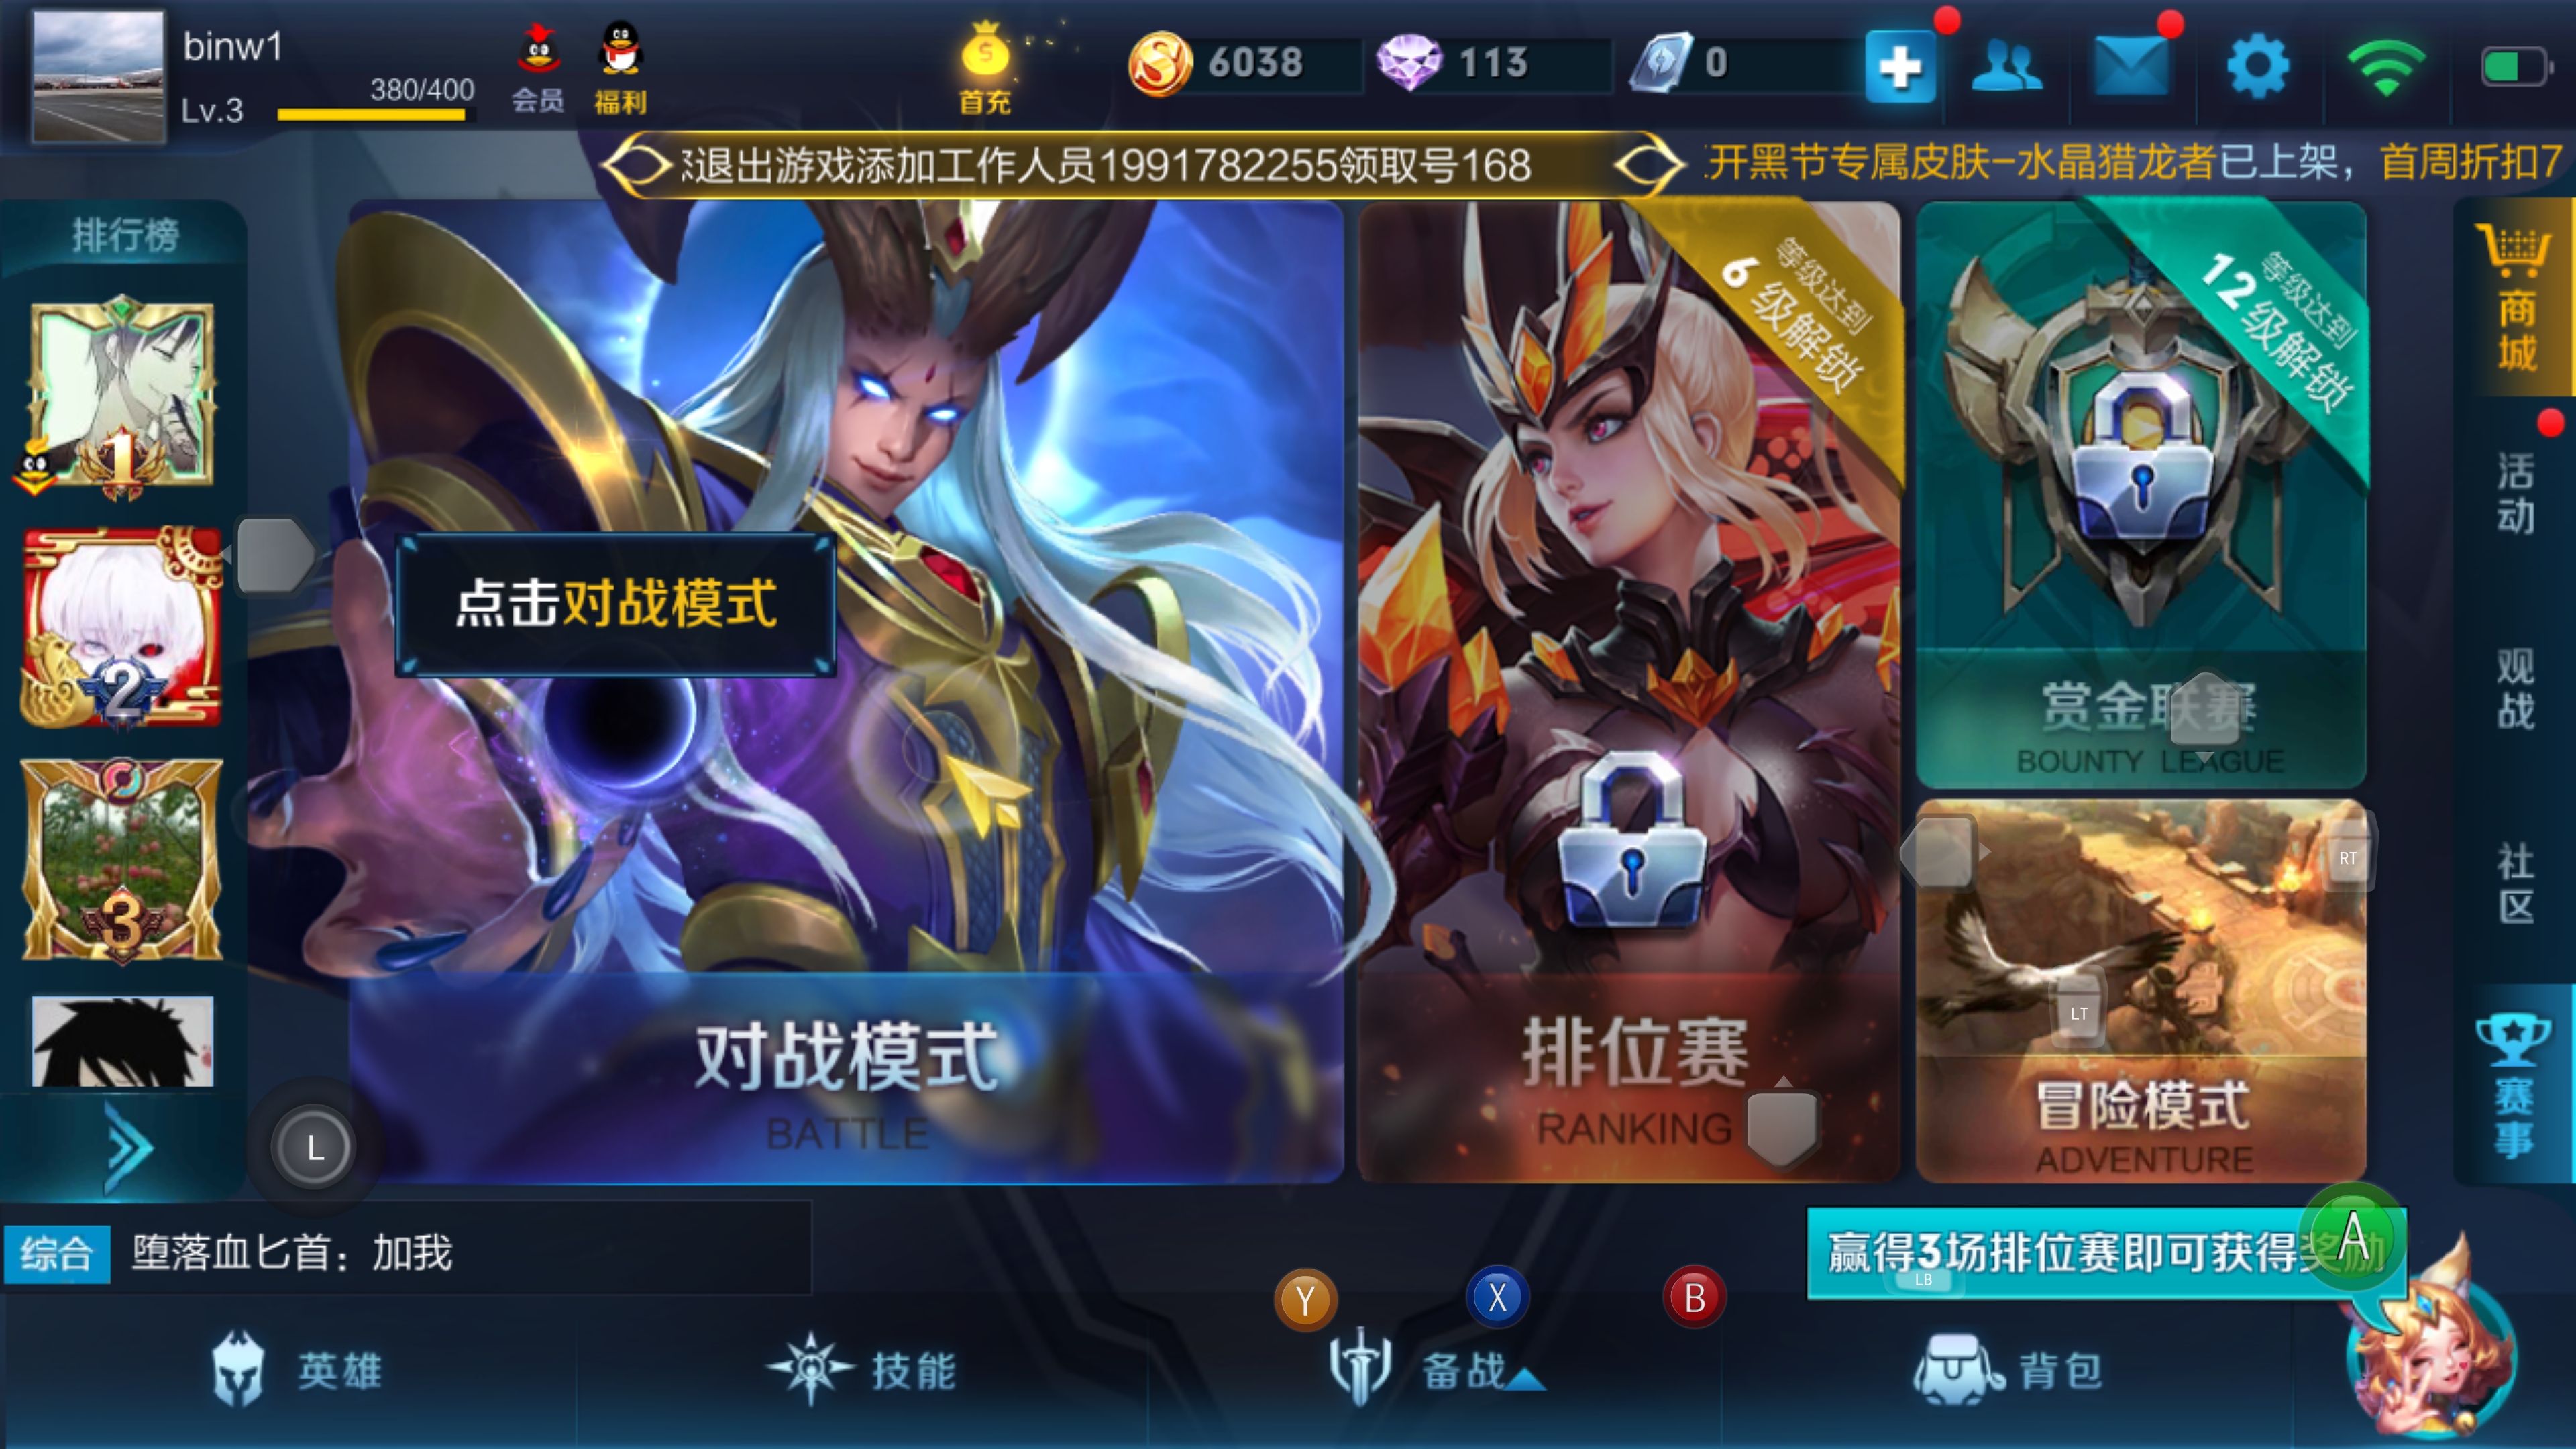 binw1
Lv.3
380/400
会员
福利
首充
6038
113
0
退出游戏添加工作人员1991782255领取号168
开黑节专属皮肤-水晶猎龙者已上架，首周折扣7
排行榜
1
2
3
点击对战模式
对战模式
BATTLE
等级达到
6级解锁
排位赛
RANKING
等级达到
12级解锁
赏金联赛
BOUNTY LEAGUE
冒险模式
ADVENTURE
商城
活动
观战
社区
赛事
RT
LT
L
综合
堕落血匕首：加我
赢得3场排位赛即可获得奖励
A
LB
Y
X
B
英雄
技能
备战
背包